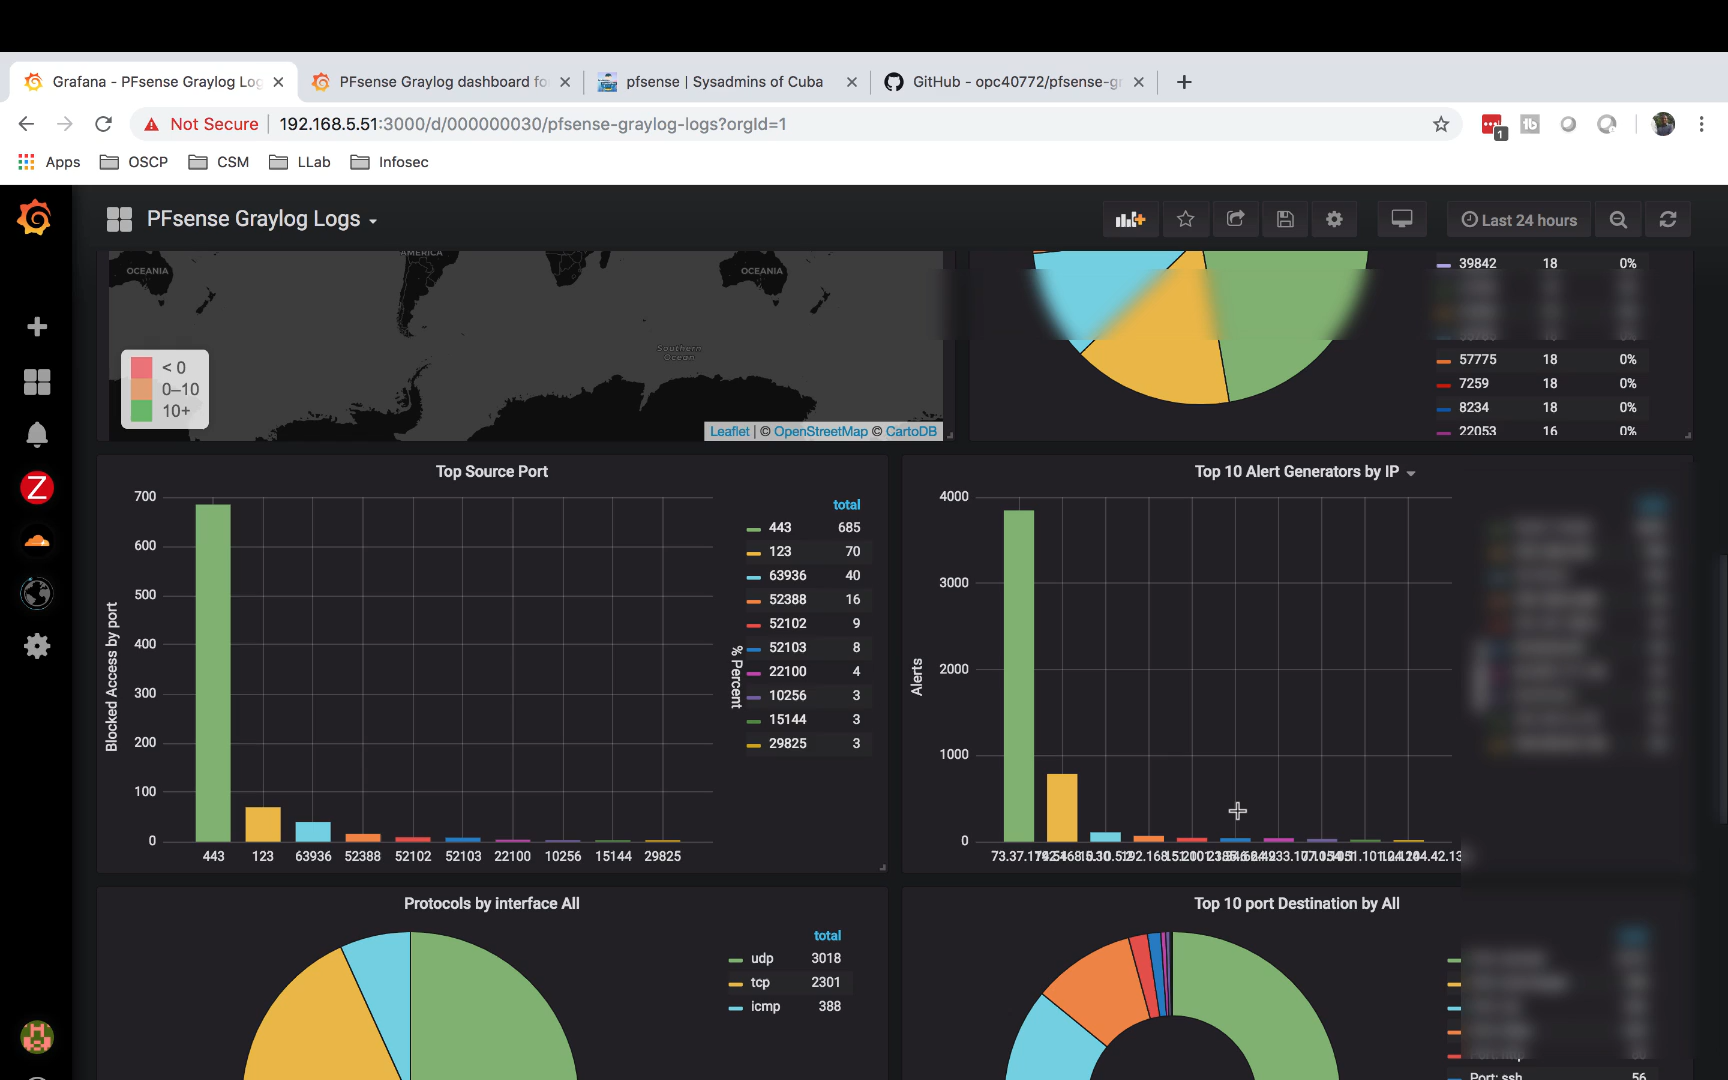 Grafana - PFsense Graylog Log
PFsense Graylog dashboard fo
pfsense | Sysadmins of Cuba
GitHub - opc40772/pfsense-gr
Not Secure
192.168.5.51:3000/d/000000030/pfsense-graylog-logs?orgId=1
1
Apps
OSCP
CSM
LLab
Infosec
PFsense Graylog Logs
Last 24 hours
AMERICA
OCEANIA
OCEANIA
Southern
Ocean
< 0
0–10
10+
Leaflet | © OpenStreetMap © CartoDB
39842 18 0%
57775 18 0%
7259 18 0%
8234 18 0%
22053 16 0%
Top Source Port
Blocked Access by port
700
600
500
400
300
200
100
0
443 123 63936 52388 52102 52103 22100 10256 15144 29825
% Percent
total
443 685
123 70
63936 40
52388 16
52102 9
52103 8
22100 4
10256 3
15144 3
29825 3
Top 10 Alert Generators by IP
Alerts
4000
3000
2000
1000
0
Protocols by interface All
total
udp 3018
tcp 2301
icmp 388
Top 10 port Destination by All
Port: ssh 56